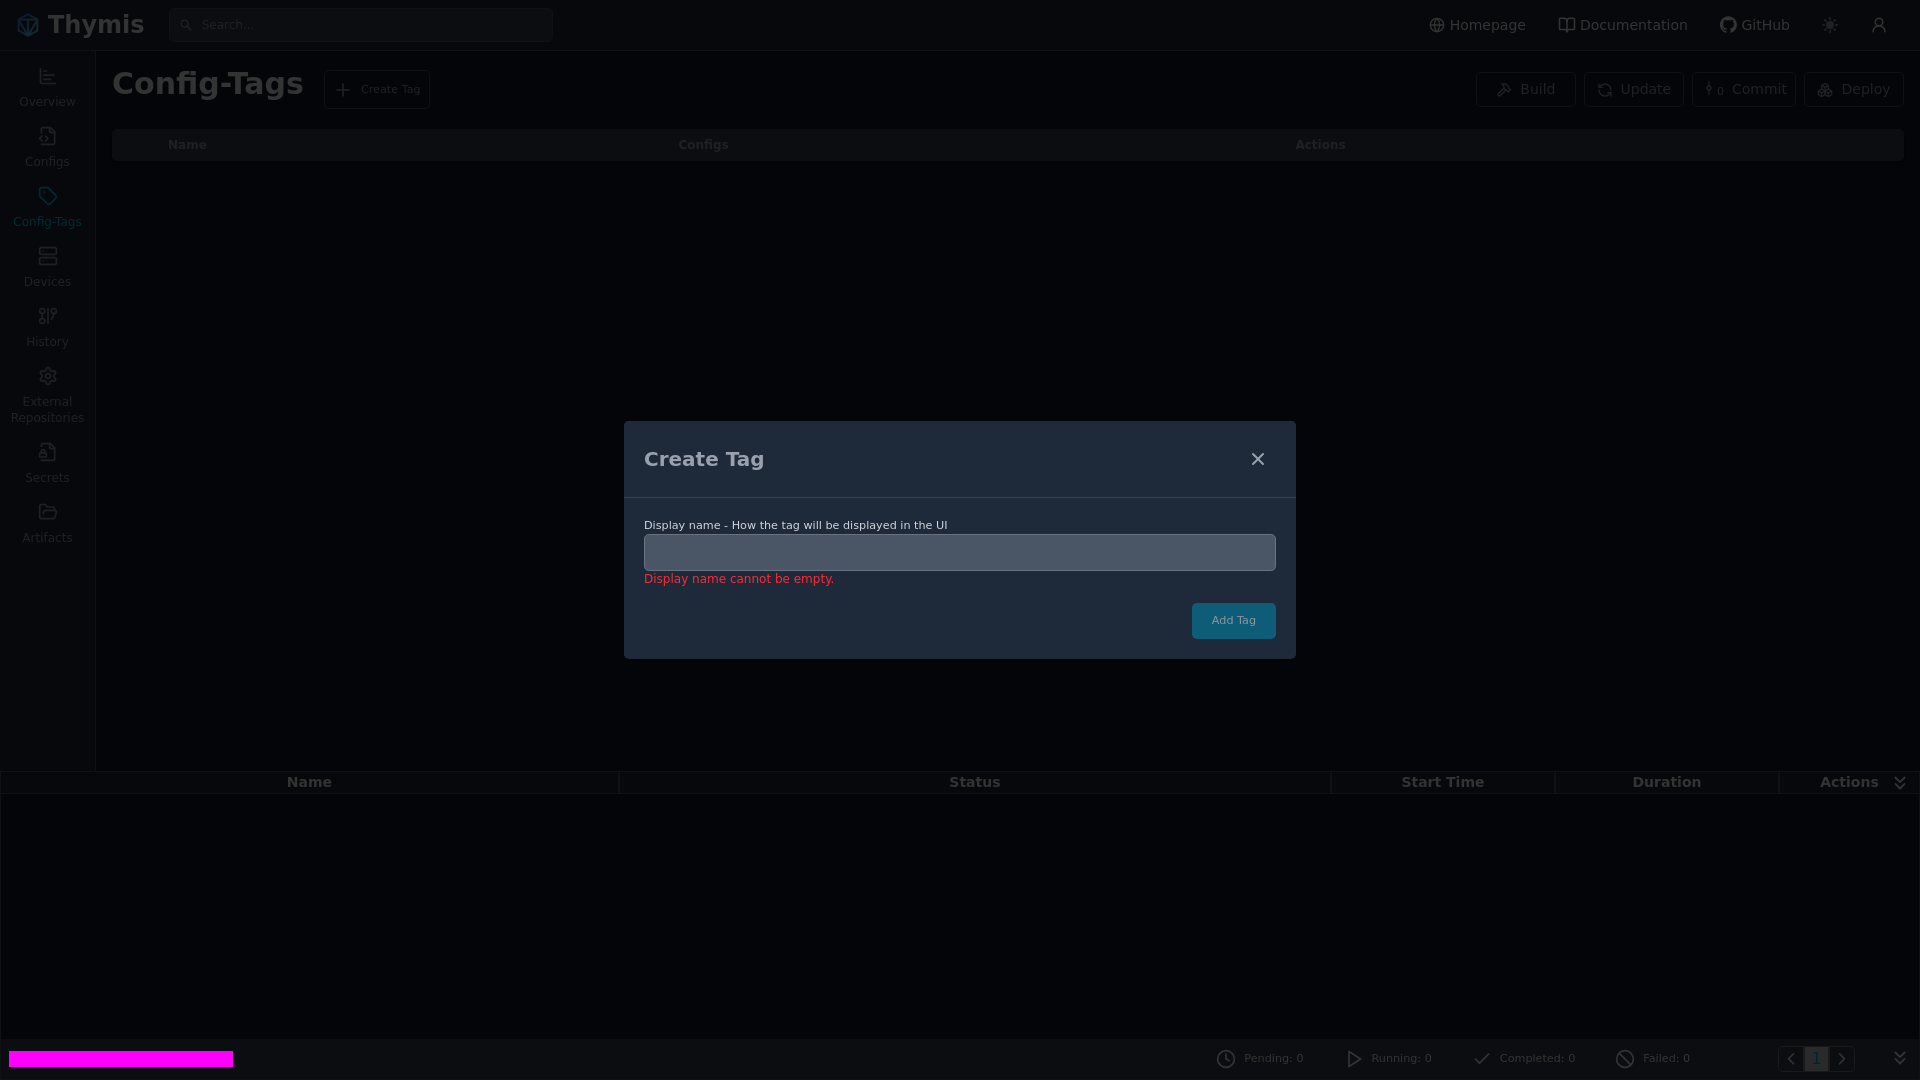 Thymis
Search...
Homepage
Documentation
GitHub
Overview
Configs
Config-Tags
Devices
History
External
Repositories
Secrets
Artifacts
Config-Tags
Create Tag
Build
Update
0 Commit
Deploy
Name Configs Actions
Create Tag
Display name - How the tag will be displayed in the UI
Display name cannot be empty.
Add Tag
Name Status Start Time Duration Actions
Pending: 0
Running: 0
Completed: 0
Failed: 0
1